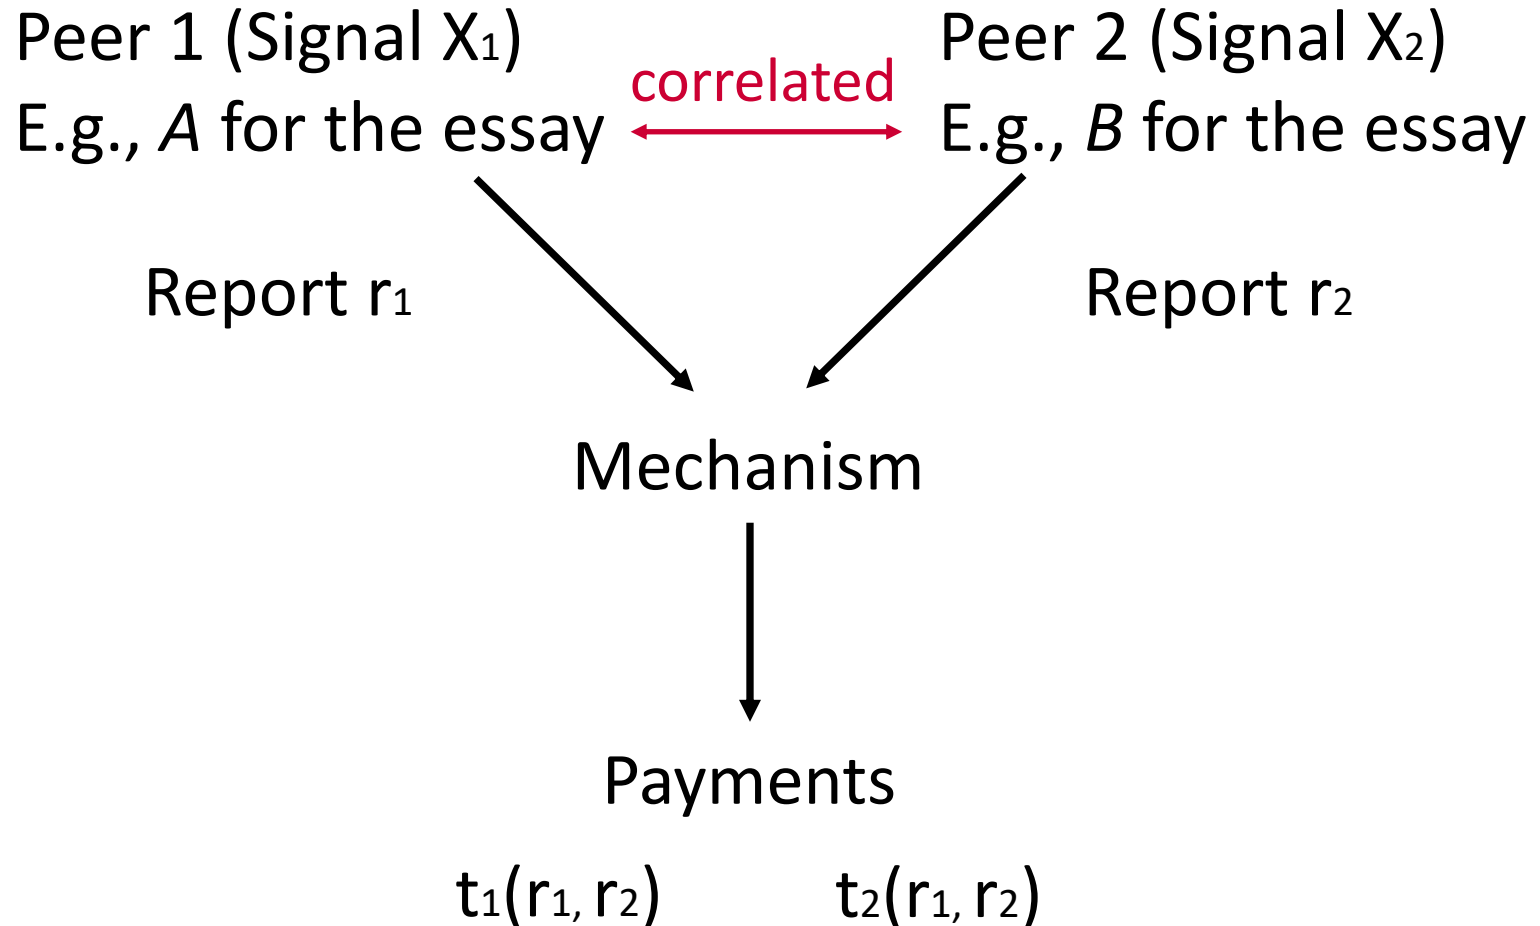 Peer 1 (Signal X₁)
Peer 2 (Signal X₂)
correlated
E.g., A for the essay
E.g., B for the essay
Report r₁
Report r₂
Mechanism
Payments
t₁(r₁, r₂)
t₂(r₁, r₂)